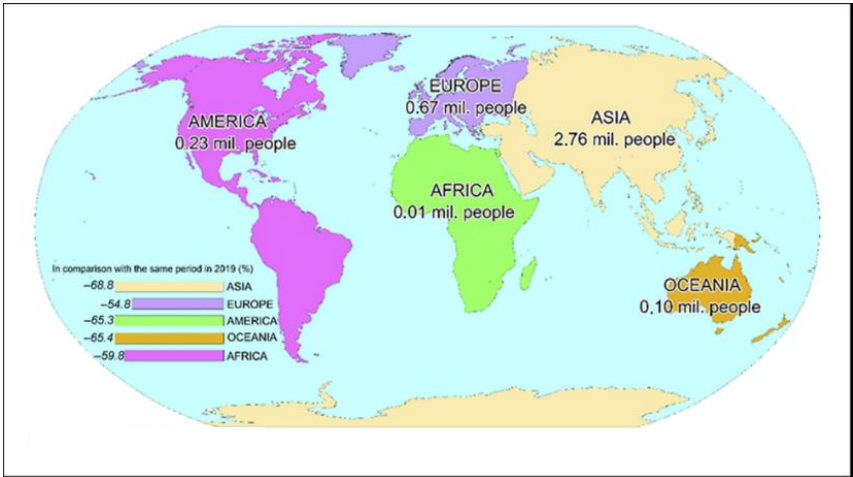 EUROPE
0.67 mil. people
AMERICA
0.23 mil. people
ASIA
2.76 mil. people
AFRICA
0.01 mil. people
OCEANIA
0.10 mil. people
In comparison with the same period in 2019 (%)
–68.8 ASIA
–54.8 EUROPE
–65.3 AMERICA
–65.4 OCEANIA
–59.8 AFRICA